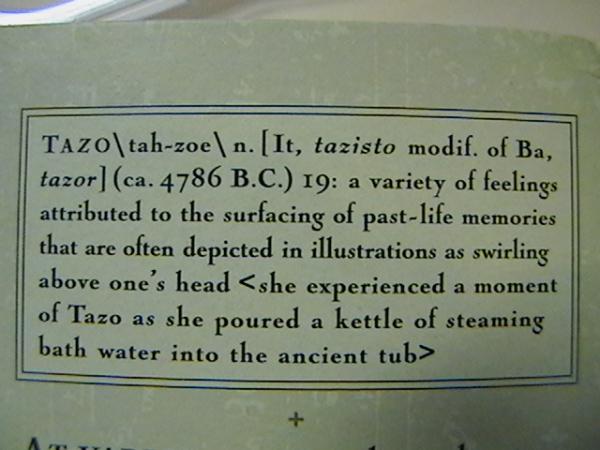 TAZO\tah-zoe\ n. [It, tazisto modif. of Ba,
tazor] (ca. 4786 B.C.) 19: a variety of feelings
attributed to the surfacing of past-life memories
that are often depicted in illustrations as swirling
above one's head <she experienced a moment
of Tazo as she poured a kettle of steaming
bath water into the ancient tub>